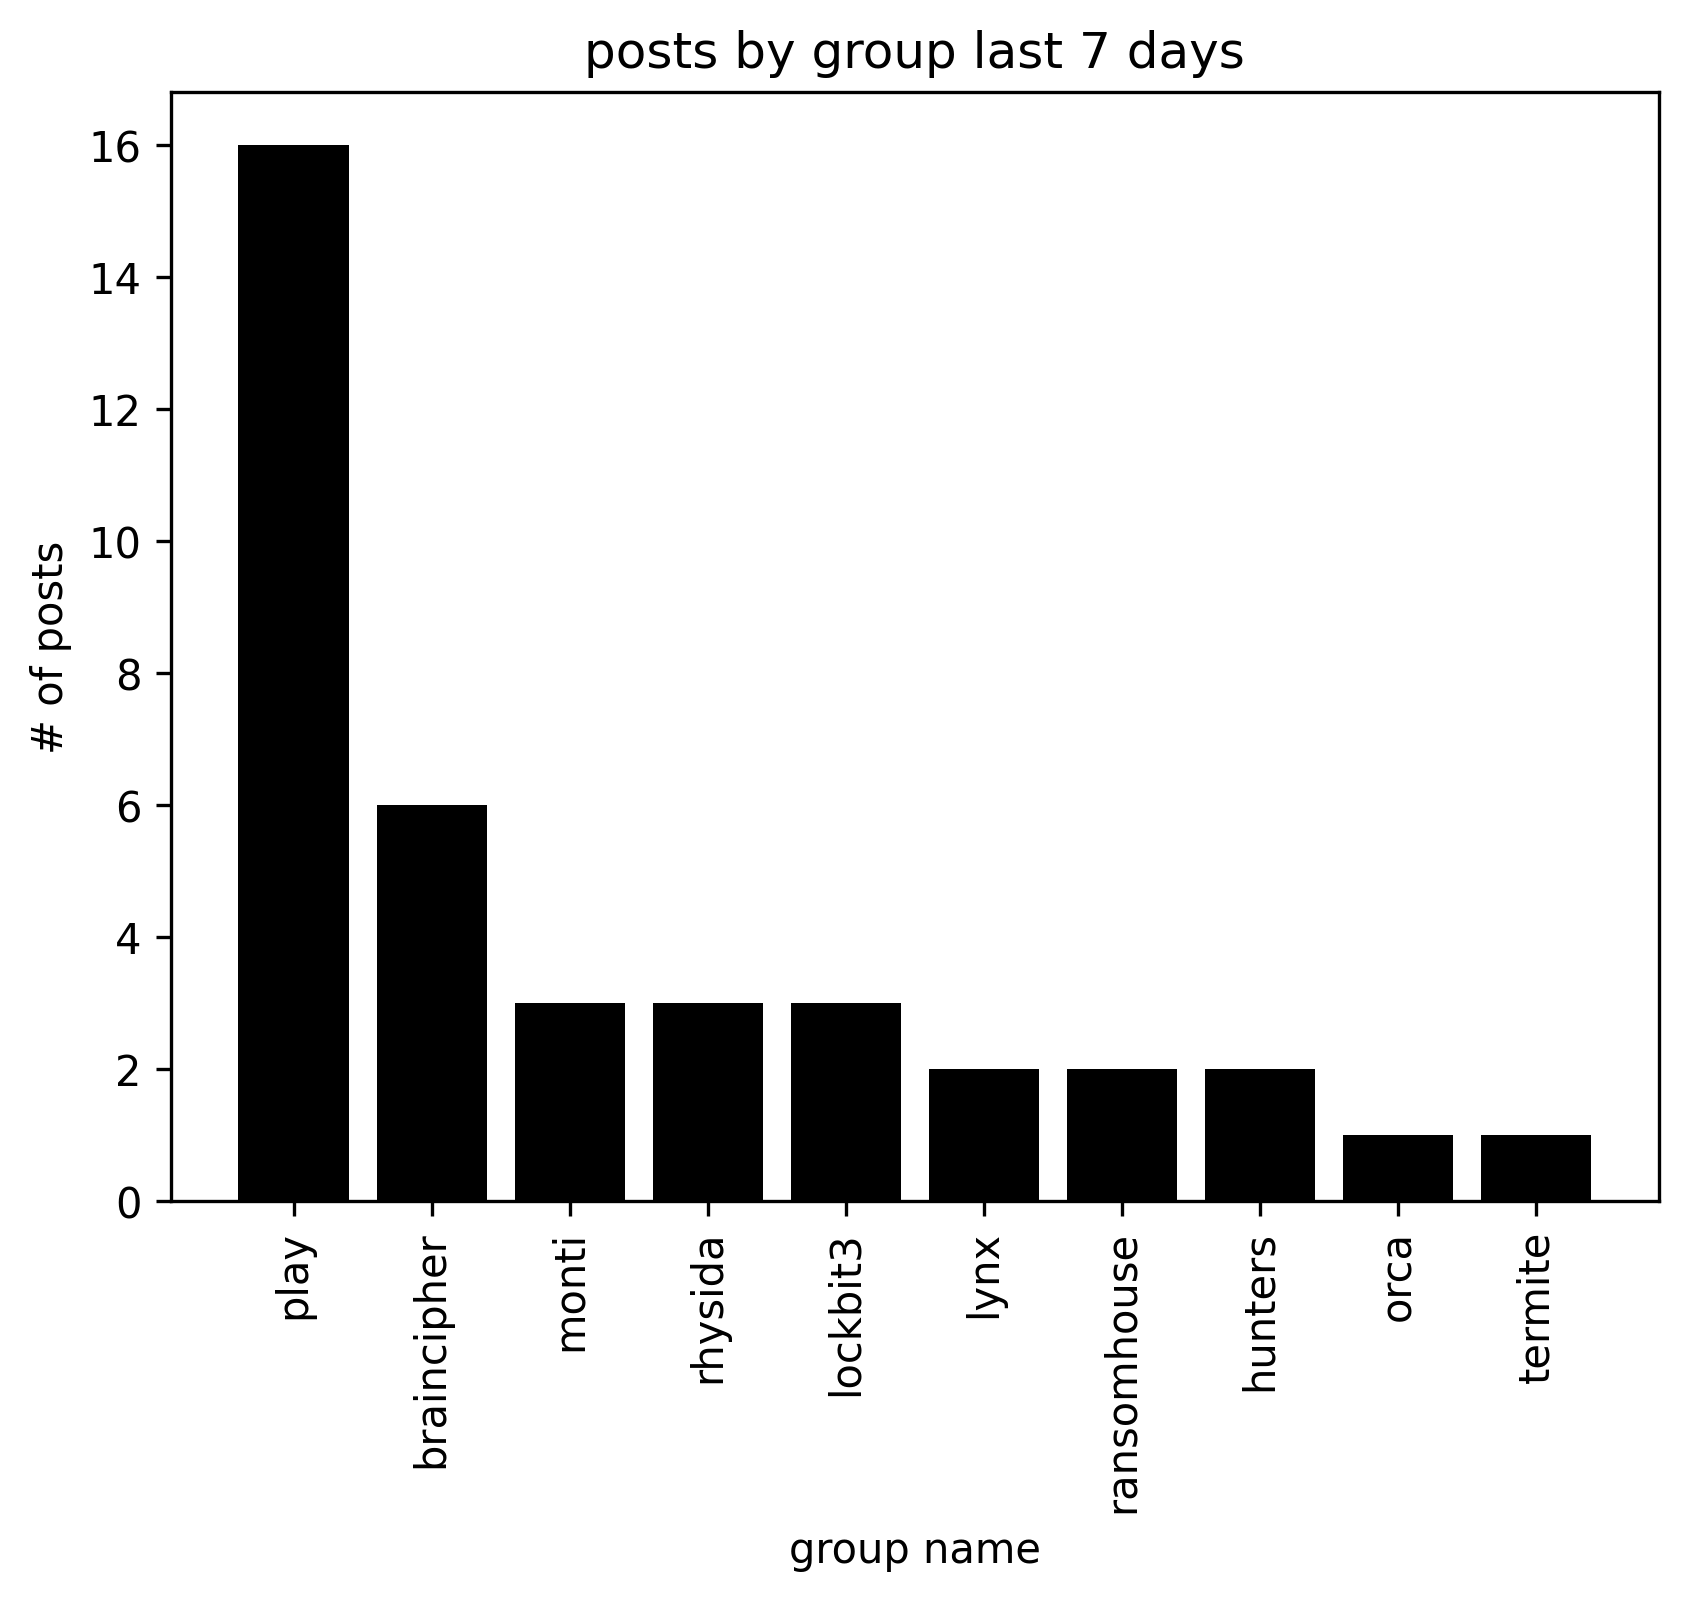 posts by group last 7 days
16
14
12
10
8
6
4
2
0
# of posts
play
braincipher
monti
rhysida
lockbit3
lynx
ransomhouse
hunters
orca
termite
group name